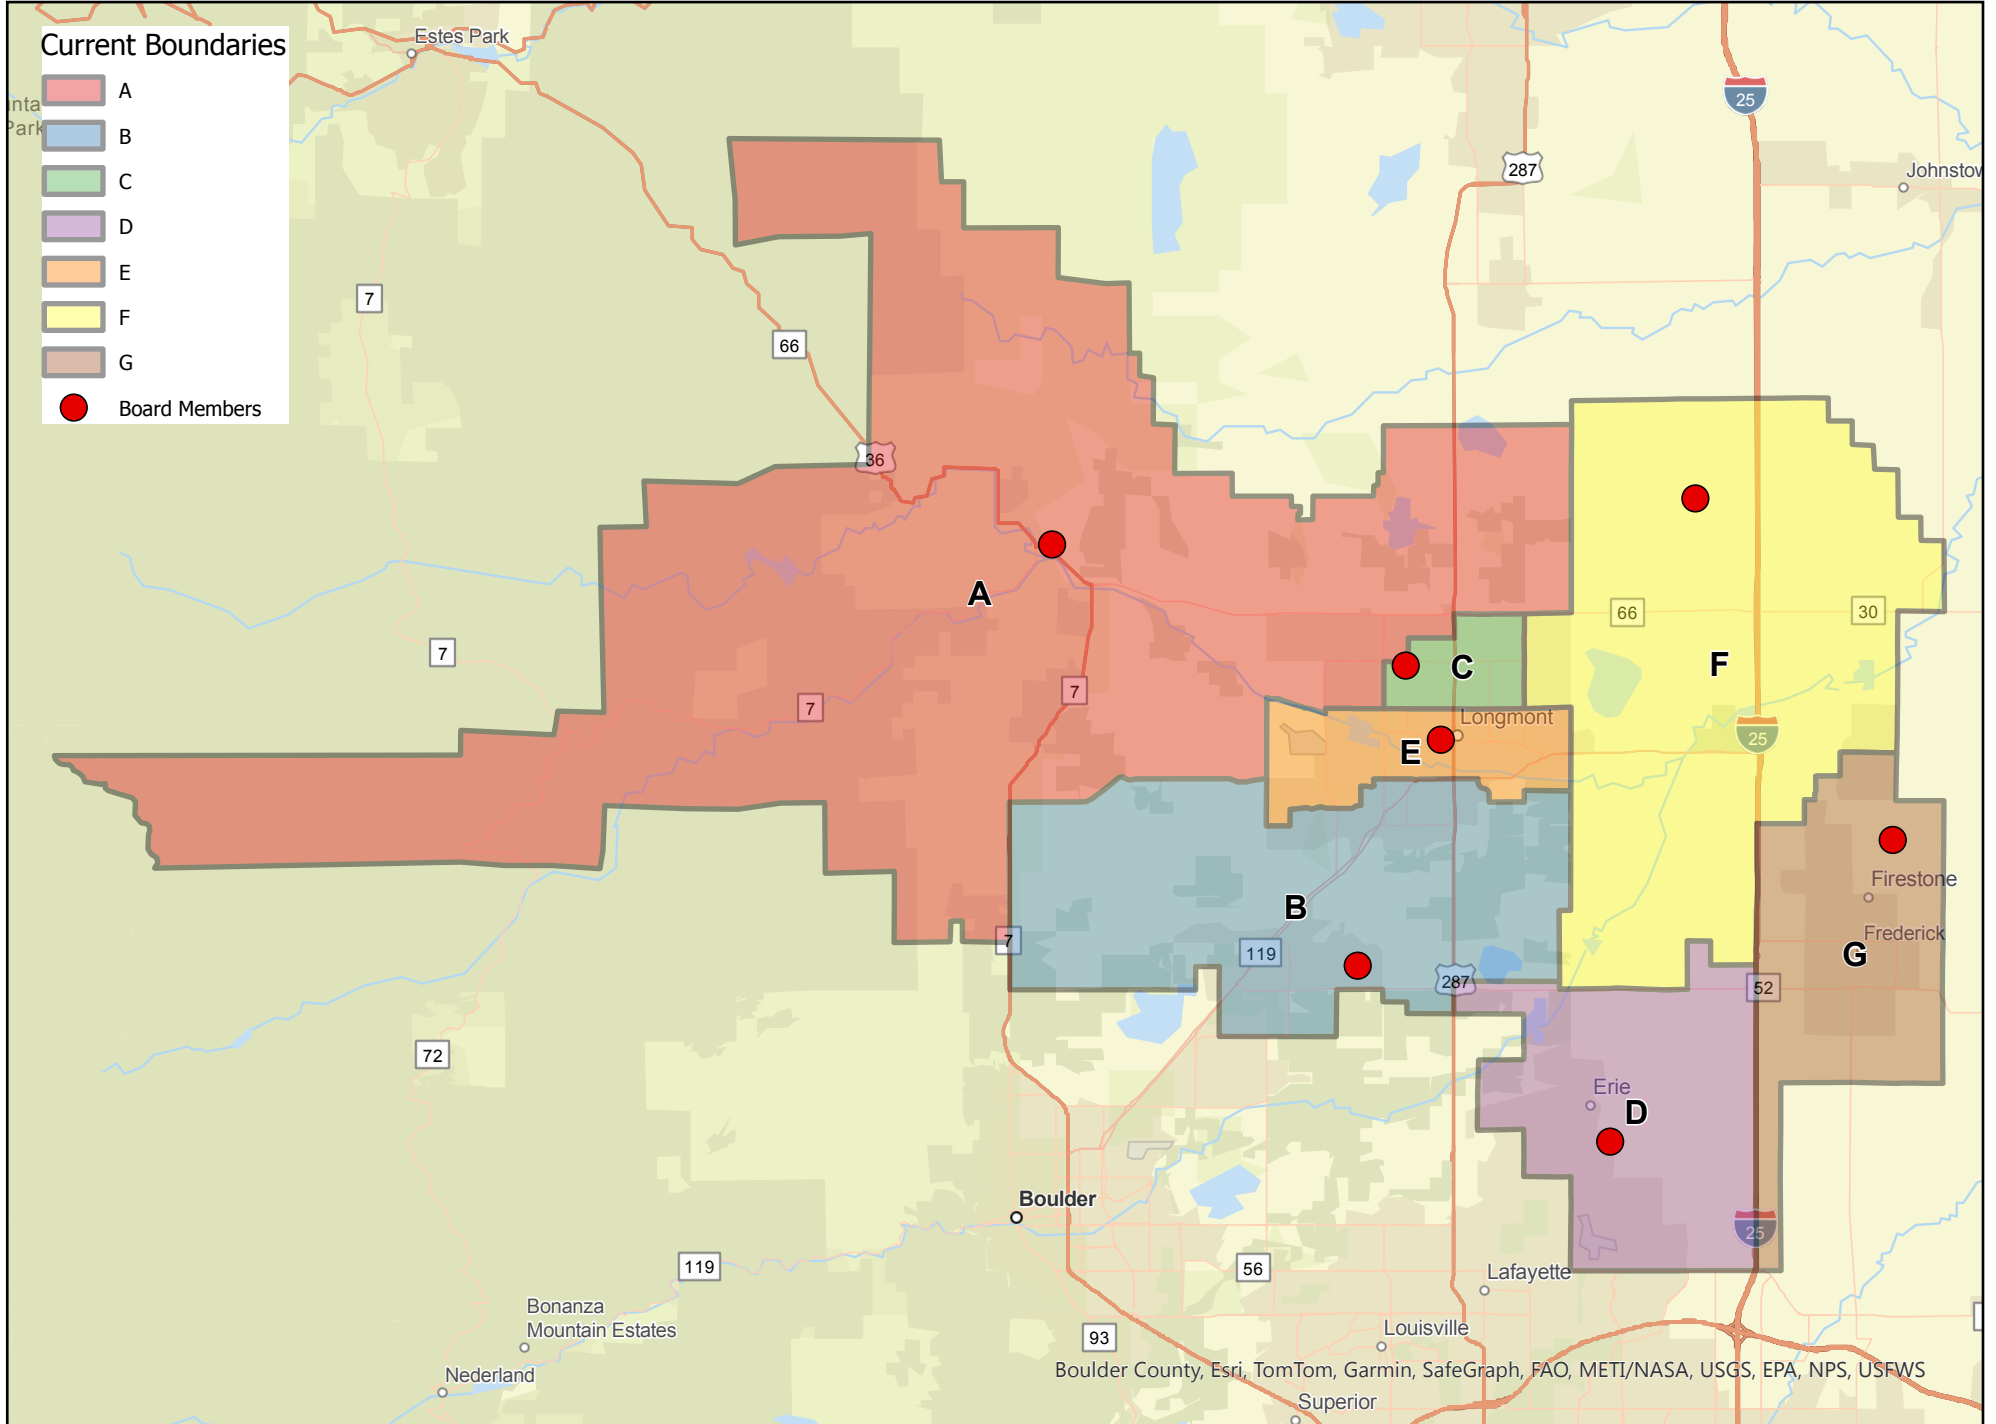 Current Boundaries
A
B
C
D
E
F
G
Board Members
Estes Park
Park
25
287
7
66
36
A
66
30
7
7
7
C
F
Longmont
E
25
B
Firestone
Frederick
G
7
119
287
52
72
Erie
D
Boulder
25
119
56
Lafayette
Bonanza
Mountain Estates
93
Louisville
Boulder County, Esri, TomTom, Garmin, SafeGraph, FAO, METI/NASA, USGS, EPA, NPS, USFWS
Nederland
Superior